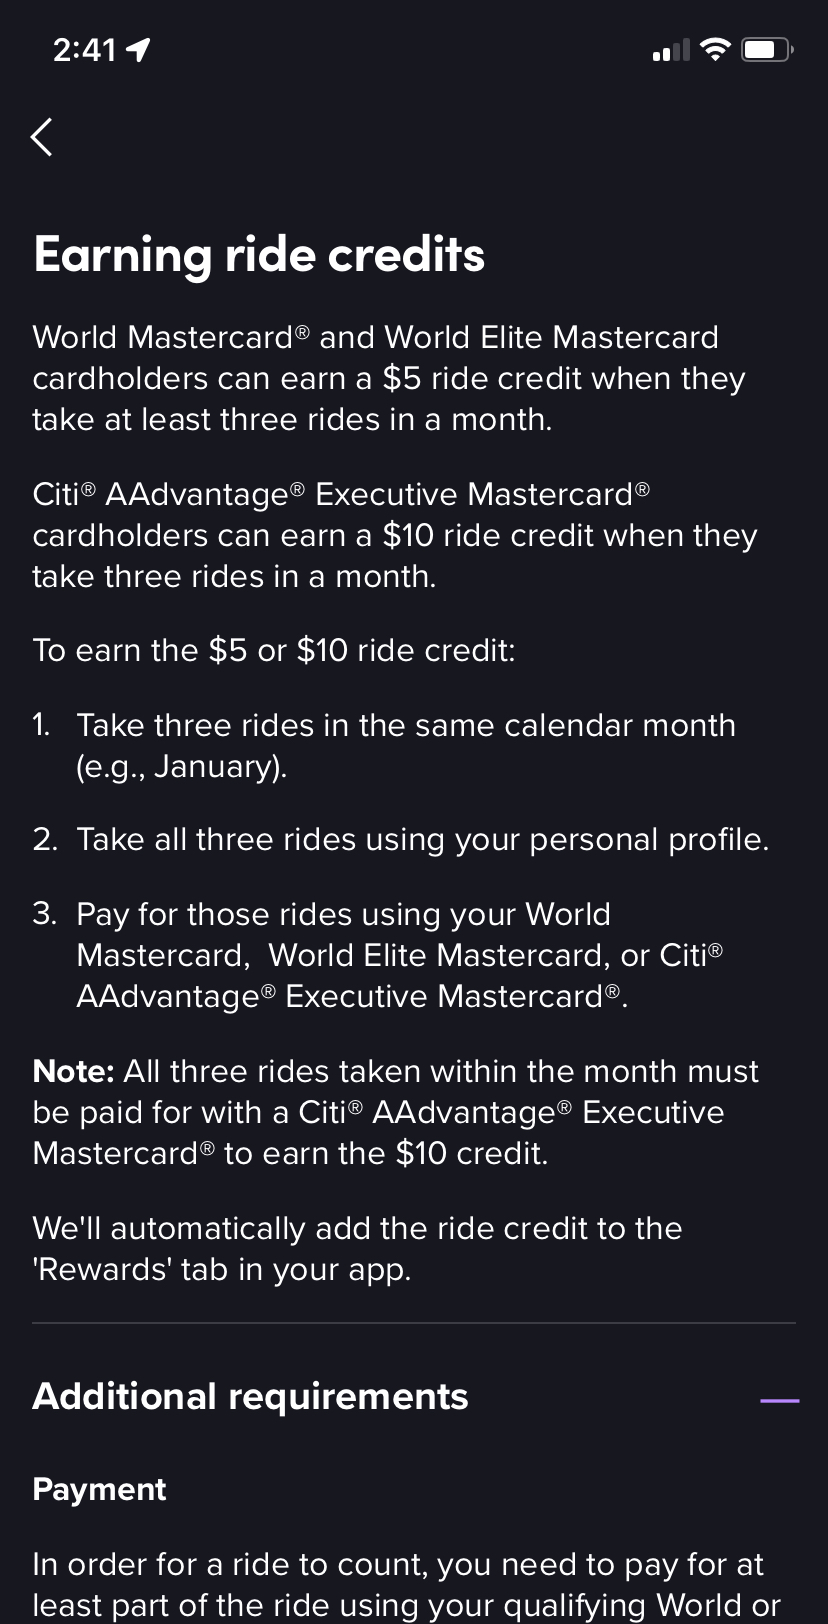 2:41
Earning ride credits
World Mastercard® and World Elite Mastercard
cardholders can earn a $5 ride credit when they
take at least three rides in a month.
Citi® AAdvantage® Executive Mastercard®
cardholders can earn a $10 ride credit when they
take three rides in a month.
To earn the $5 or $10 ride credit:
1. Take three rides in the same calendar month
(e.g., January).
2. Take all three rides using your personal profile.
3. Pay for those rides using your World
Mastercard,  World Elite Mastercard, or Citi®
AAdvantage® Executive Mastercard®.
Note: All three rides taken within the month must
be paid for with a Citi® AAdvantage® Executive
Mastercard® to earn the $10 credit.
We'll automatically add the ride credit to the
'Rewards' tab in your app.
Additional requirements
Payment
In order for a ride to count, you need to pay for at
least part of the ride using your qualifying World or